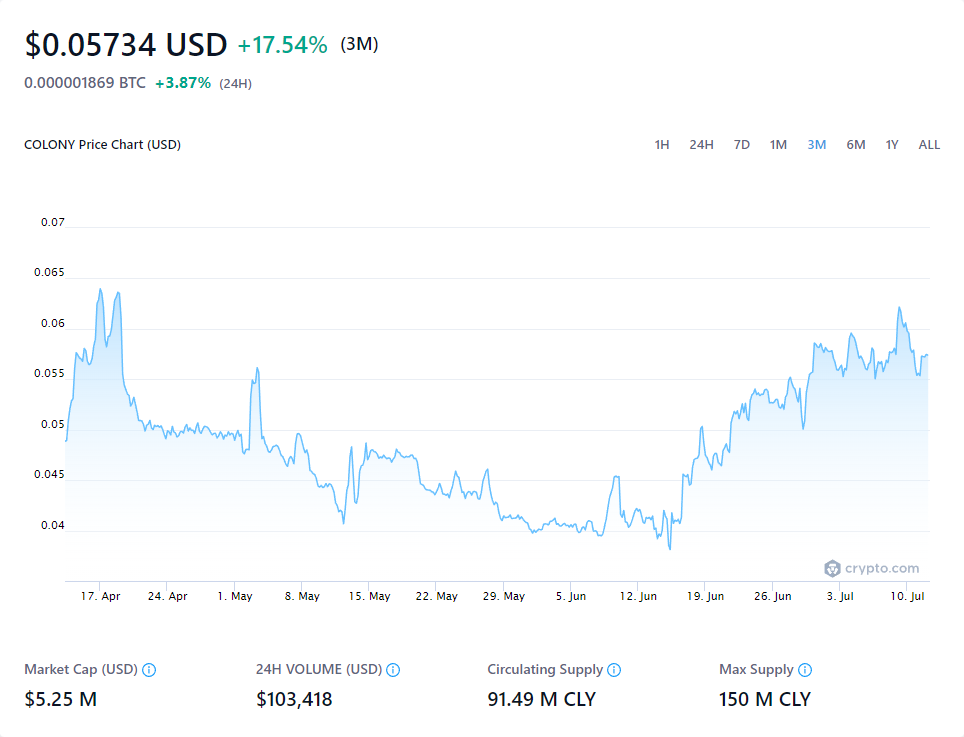 $0.05734 USD +17.54% (3M)
0.000001869 BTC +3.87% (24H)
COLONY Price Chart (USD)
1H 24H 7D 1M 3M 6M 1Y ALL
0.07
0.065
0.06
0.055
0.05
0.045
0.04
crypto.com
17. Apr 24. Apr 1. May 8. May 15. May 22. May 29. May 5. Jun 12. Jun 19. Jun 26. Jun 3. Jul 10. Jul
Market Cap (USD) 24H VOLUME (USD) Circulating Supply Max Supply
$5.25 M $103,418 91.49 M CLY 150 M CLY